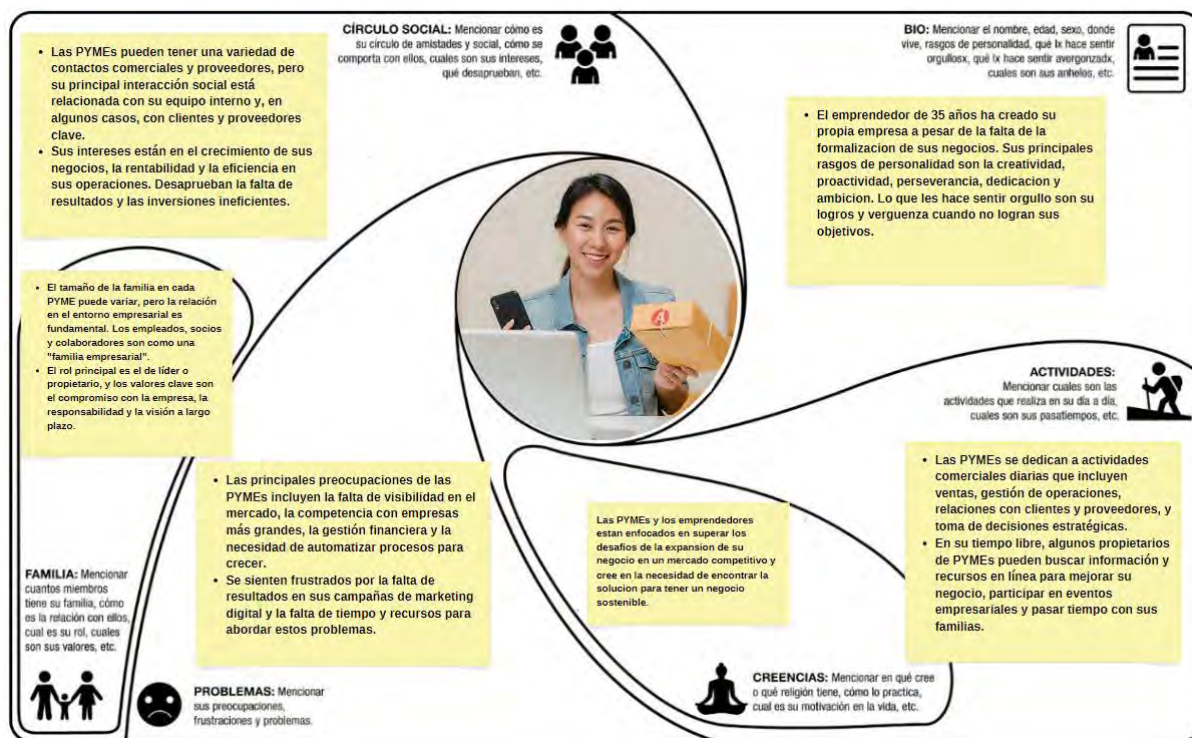 CÍRCULO SOCIAL: Mencionar cómo es
su círculo de amistades y social, cómo se
comporta con ellos, cuales son sus intereses,
qué desaprueban, etc.
• Las PYMEs pueden tener una variedad de
contactos comerciales y proveedores, pero
su principal interacción social está
relacionada con su equipo interno y, en
algunos casos, con clientes y proveedores
clave.
• Sus intereses están en el crecimiento de sus
negocios, la rentabilidad y la eficiencia en
sus operaciones. Desaprueban la falta de
resultados y las inversiones ineficientes.
BIO: Mencionar el nombre, edad, sexo, donde
vive, rasgos de personalidad, qué lx hace sentir
orgullosx, qué lx hace sentir avergonzadx,
cuales son sus anhelos, etc.
• El emprendedor de 35 años ha creado su
propia empresa a pesar de la falta de la
formalizacion de sus negocios. Sus principales
rasgos de personalidad son la creatividad,
proactividad, perseverancia, dedicacion y
ambicion. Lo que les hace sentir orgullo son su
logros y verguenza cuando no logran sus
objetivos.
• El tamaño de la familia en cada
PYME puede variar, pero la relación
en el entorno empresarial es
fundamental. Los empleados, socios
y colaboradores son como una
"familia empresarial".
• El rol principal es el de líder o
propietario, y los valores clave son
el compromiso con la empresa, la
responsabilidad y la visión a largo
plazo.
FAMILIA: Mencionar
cuantos miembros
tiene su familia, cómo
es la relación con ellos,
cual es su rol, cuales
son sus valores, etc.
• Las principales preocupaciones de las
PYMEs incluyen la falta de visibilidad en el
mercado, la competencia con empresas
más grandes, la gestión financiera y la
necesidad de automatizar procesos para
crecer.
• Se sienten frustrados por la falta de
resultados en sus campañas de marketing
digital y la falta de tiempo y recursos para
abordar estos problemas.
PROBLEMAS: Mencionar
sus preocupaciones,
frustraciones y problemas.
Las PYMEs y los emprendedores
estan enfocados en superar los
desafios de la expansion de su
negocio en un mercado competitivo y
cree en la necesidad de encontrar la
solucion para tener un negocio
sostenible.
CREENCIAS: Mencionar en qué cree
o qué religión tiene, cómo lo practica,
cual es su motivación en la vida, etc.
ACTIVIDADES:
Mencionar cuales son las
actividades que realiza en su día a día,
cuales son sus pasatiempos, etc.
• Las PYMEs se dedican a actividades
comerciales diarias que incluyen
ventas, gestión de operaciones,
relaciones con clientes y proveedores, y
toma de decisiones estratégicas.
• En su tiempo libre, algunos propietarios
de PYMEs pueden buscar información y
recursos en línea para mejorar su
negocio, participar en eventos
empresariales y pasar tiempo con sus
familias.